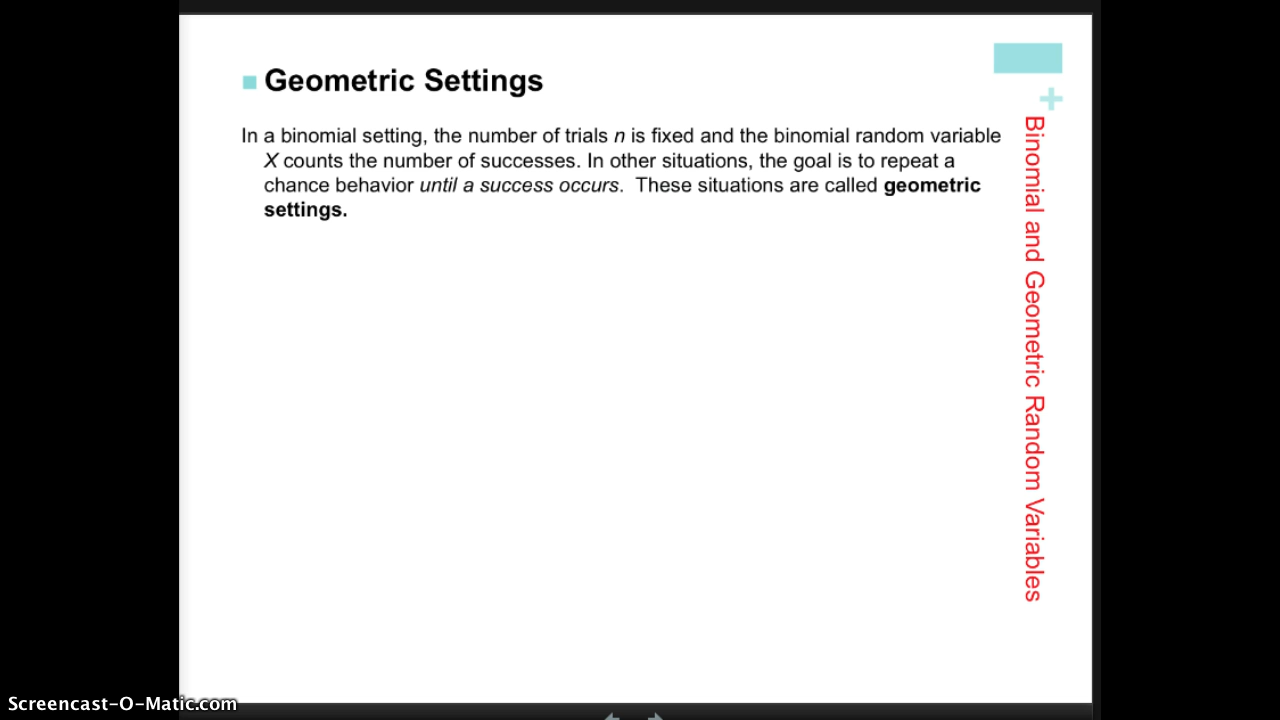 Geometric Settings
In a binomial setting, the number of trials n is fixed and the binomial random variable
X counts the number of successes. In other situations, the goal is to repeat a
chance behavior until a success occurs. These situations are called geometric
settings.
+
Binomial and Geometric Random Variables
Screencast-O-Matic.com